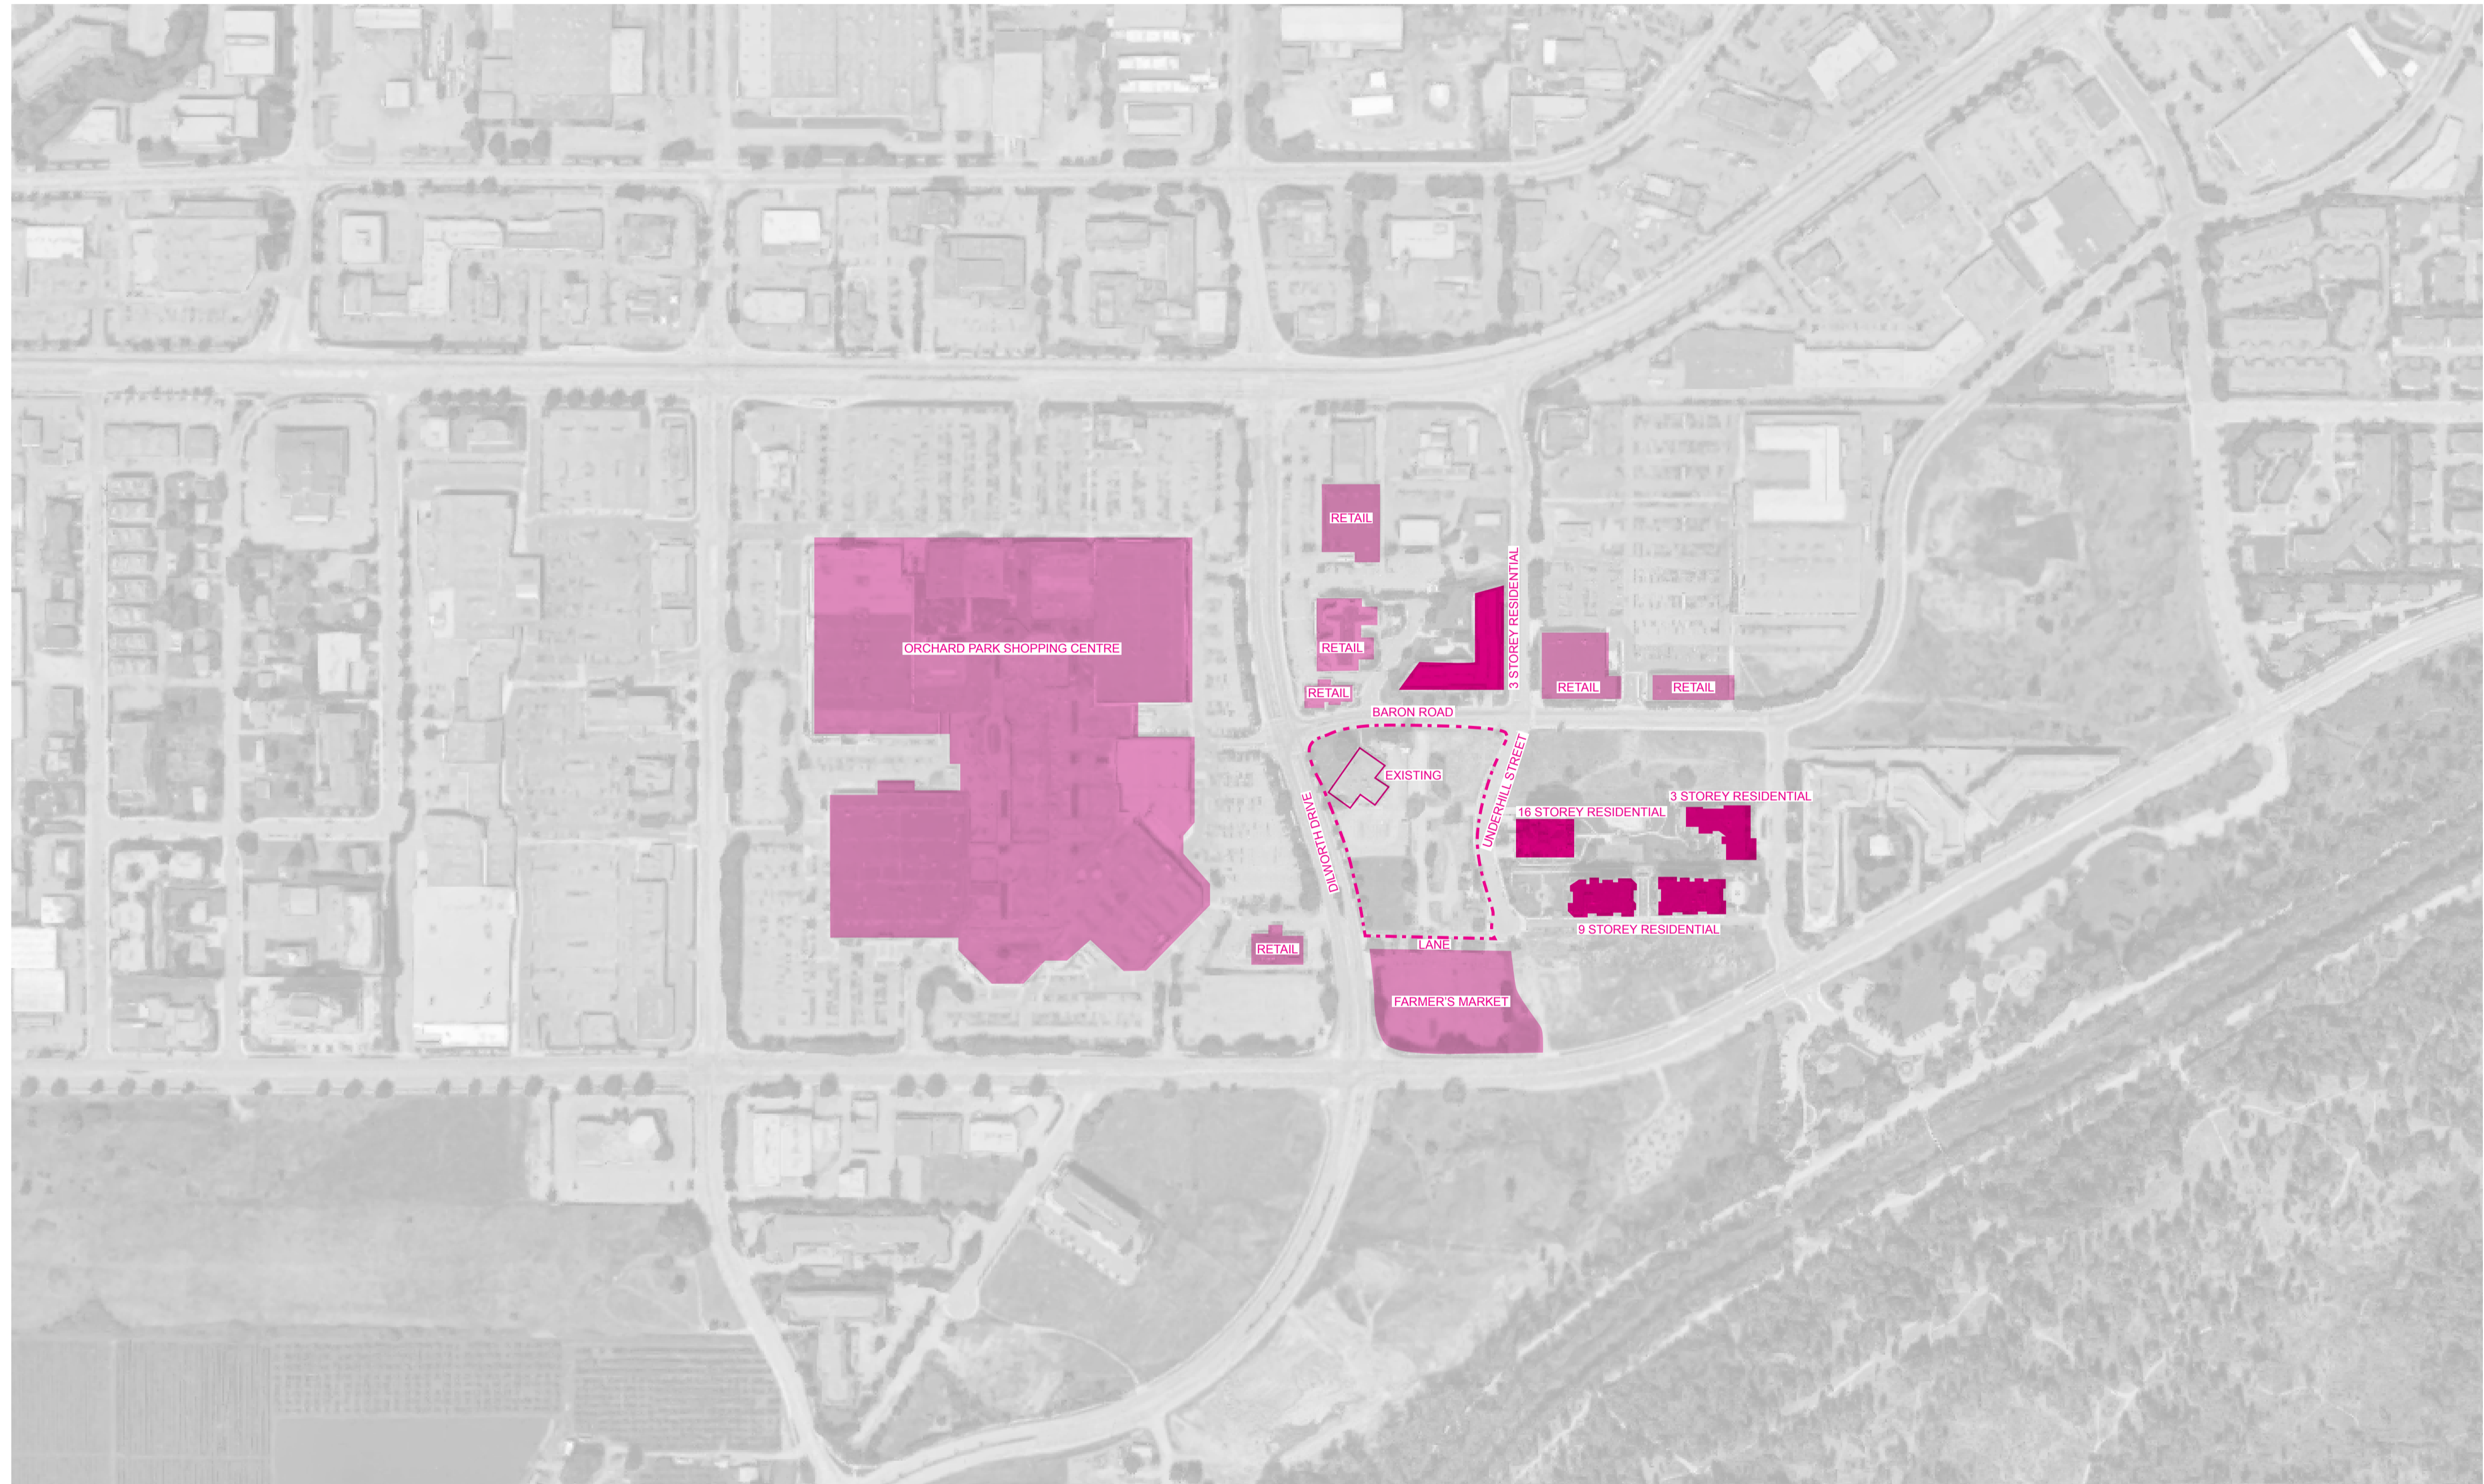 RETAIL
3 STOREY RESIDENTIAL
ORCHARD PARK SHOPPING CENTRE
RETAIL
RETAIL
RETAIL
RETAIL
BARON ROAD
UNDERHILL STREET
EXISTING
DILWORTH DRIVE
16 STOREY RESIDENTIAL
3 STOREY RESIDENTIAL
9 STOREY RESIDENTIAL
LANE
RETAIL
FARMER'S MARKET